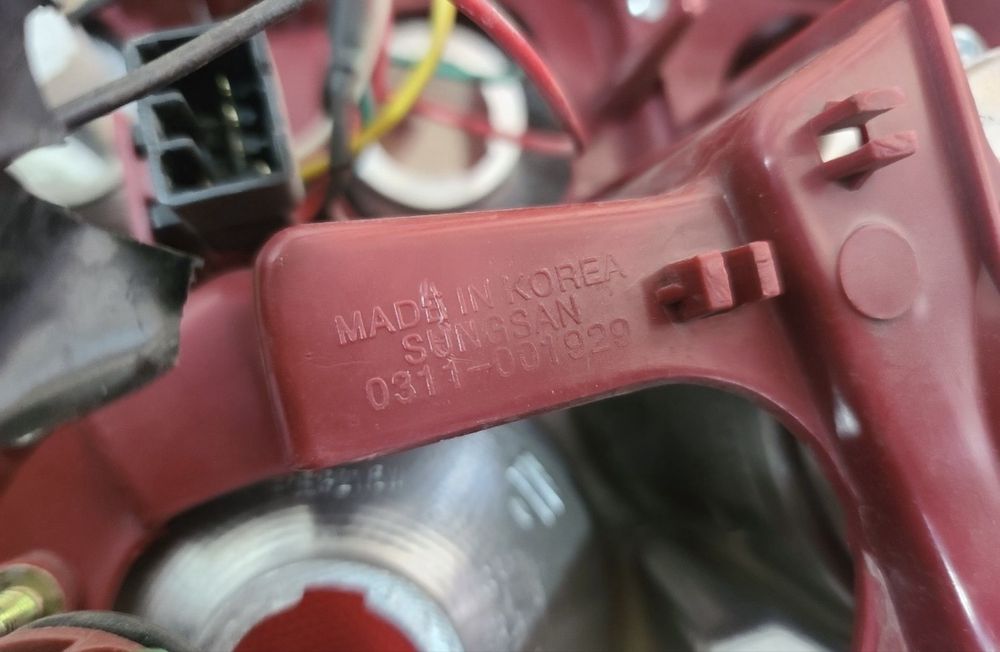 MADE IN KOREA
SUNGSAN
0311-001929